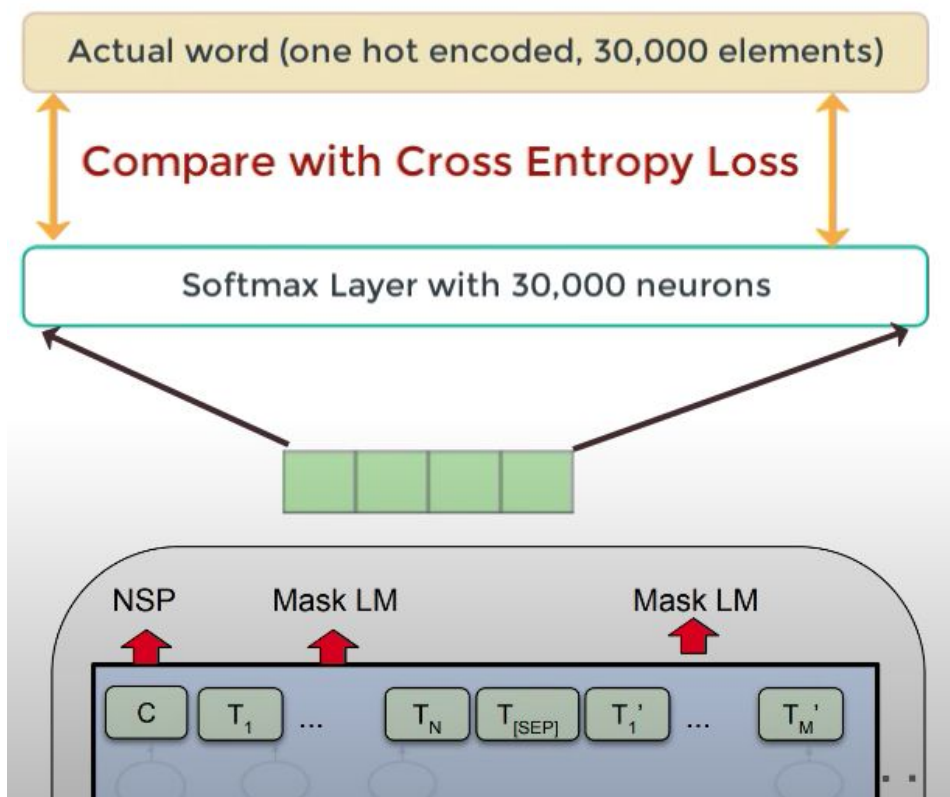 Actual word (one hot encoded, 30,000 elements)
Compare with Cross Entropy Loss
Softmax Layer with 30,000 neurons
NSP Mask LM Mask LM
C T1 ... TN T[SEP] T1' ... TM'